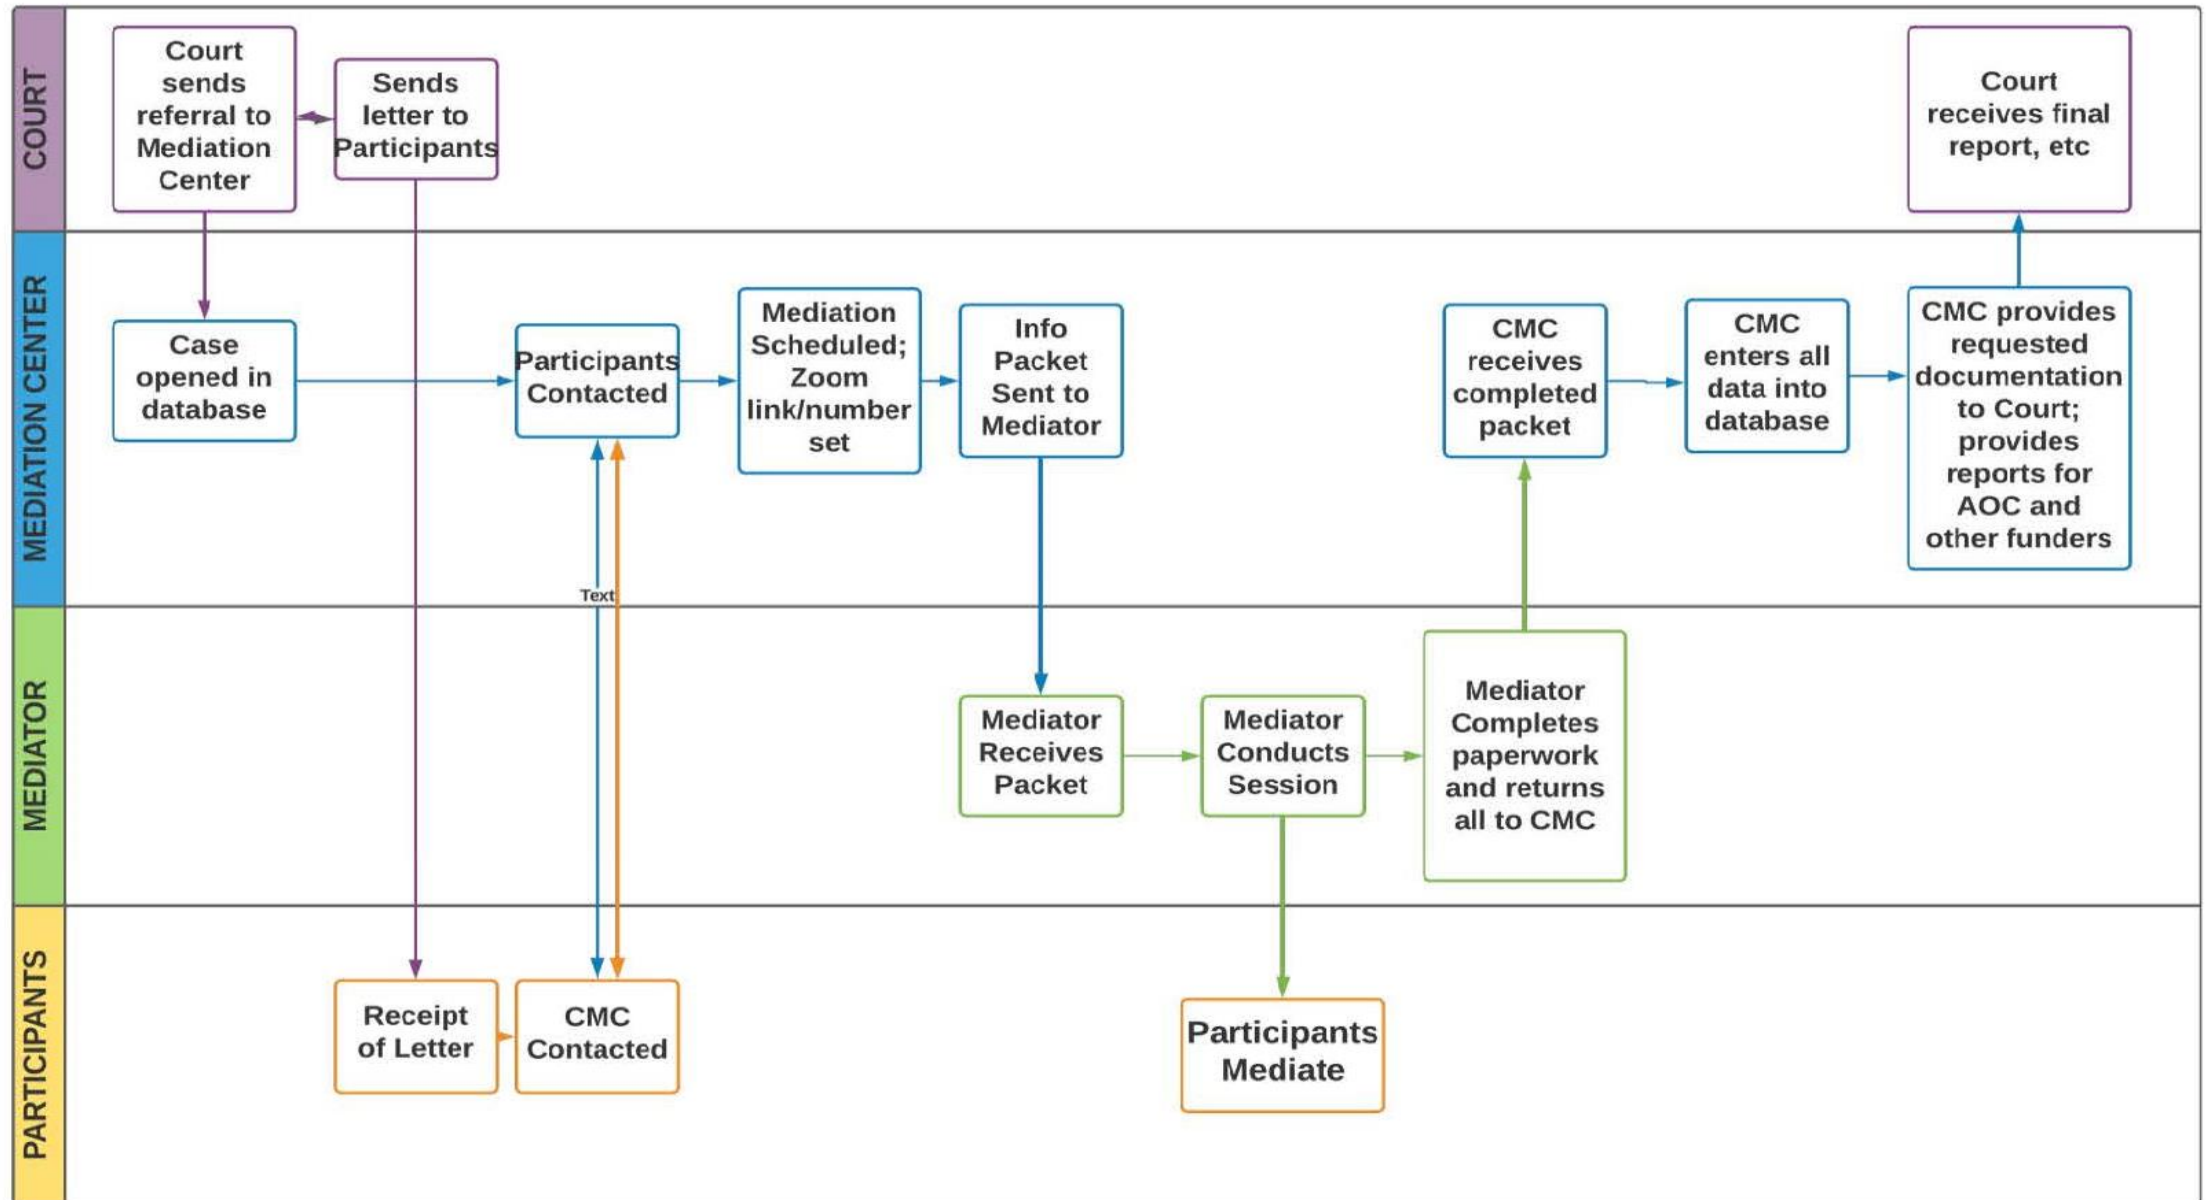 COURT
Court
sends
referral to
Mediation
Center
Sends
letter to
Participants
Court
receives final
report, etc
MEDIATION CENTER
Case
opened in
database
Participants
Contacted
Mediation
Scheduled;
Zoom
link/number
set
Info
Packet
Sent to
Mediator
CMC
receives
completed
packet
CMC
enters all
data into
database
CMC provides
requested
documentation
to Court;
provides
reports for
AOC and
other funders
Text
MEDIATOR
Mediator
Receives
Packet
Mediator
Conducts
Session
Mediator
Completes
paperwork
and returns
all to CMC
PARTICIPANTS
Receipt
of Letter
CMC
Contacted
Participants
Mediate